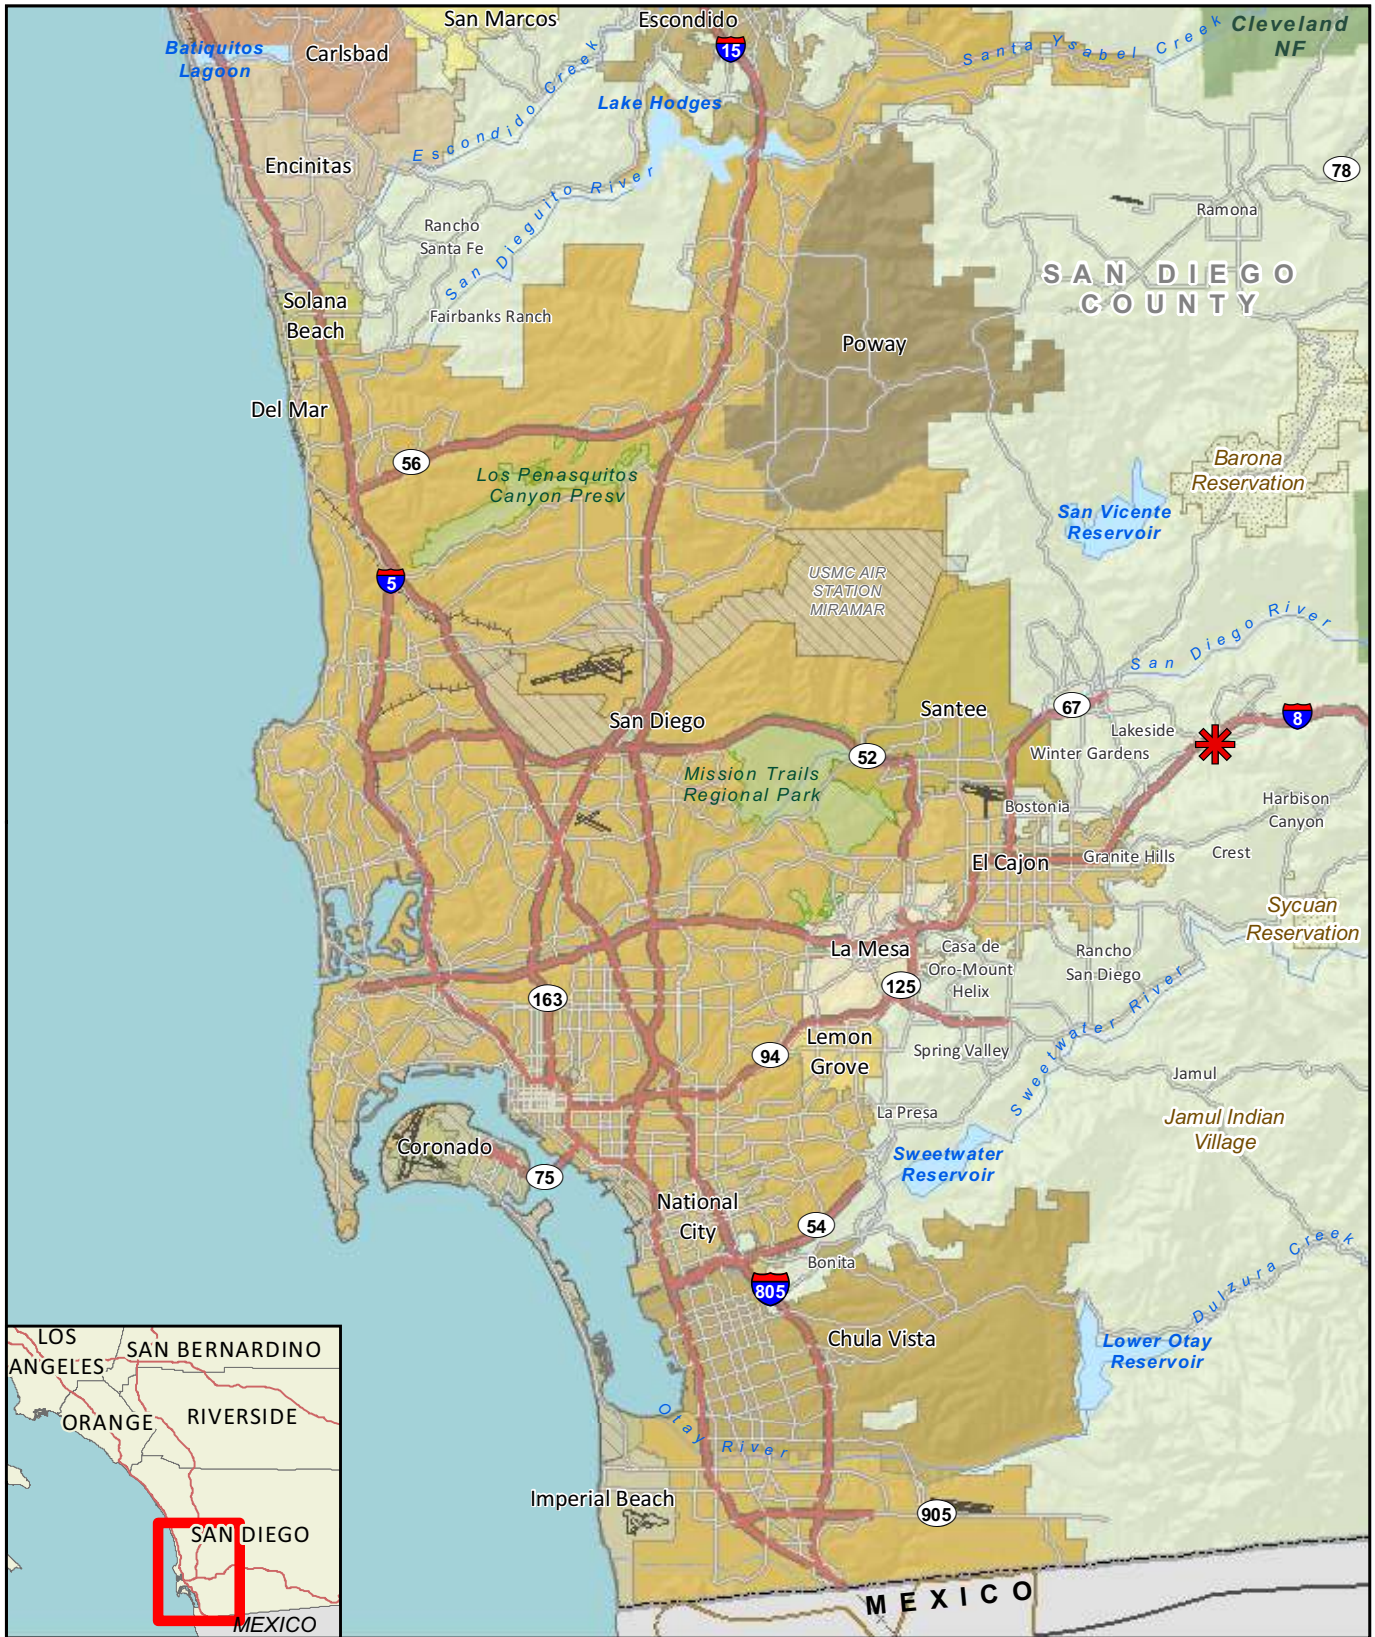 San Marcos
Escondido
Cleveland
NF
Batiquitos
Lagoon
Carlsbad
15
Santa Ysabel Creek
Escondido Creek
Lake Hodges
Encinitas
78
San Dieguito River
Rancho
Santa Fe
Ramona
SAN DIEGO
COUNTY
Solana
Beach
Fairbanks Ranch
Poway
Del Mar
56
Los Penasquitos
Canyon Presv
Barona
Reservation
San Vicente
Reservoir
5
USMC AIR
STATION
MIRAMAR
San Diego River
San Diego
Santee
67
8
Lakeside
Winter Gardens
52
Mission Trails
Regional Park
Bostonia
Harbison
Canyon
El Cajon
Granite Hills
Crest
Sycuan
Reservation
La Mesa
Casa de
Oro-Mount
Helix
Rancho
San Diego
125
163
Sweetwater River
94
Lemon
Grove
Spring Valley
Jamul
La Presa
Jamul Indian
Village
Coronado
75
Sweetwater
Reservoir
National
City
54
Bonita
805
Dulzura Creek
Chula Vista
Lower Otay
Reservoir
Otay River
Imperial Beach
905
MEXICO
LOS
ANGELES
SAN BERNARDINO
ORANGE
RIVERSIDE
SAN DIEGO
MEXICO